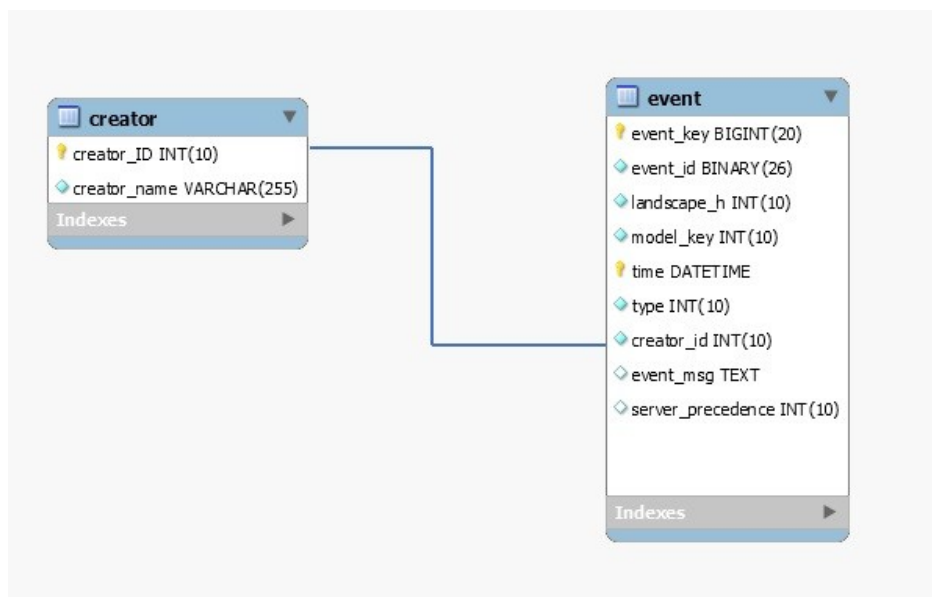 creator
creator_ID INT(10)
creator_name VARCHAR(255)
Indexes
event
event_key BIGINT(20)
event_id BINARY(26)
landscape_h INT(10)
model_key INT(10)
time DATETIME
type INT(10)
creator_id INT(10)
event_msg TEXT
server_precedence INT(10)
Indexes